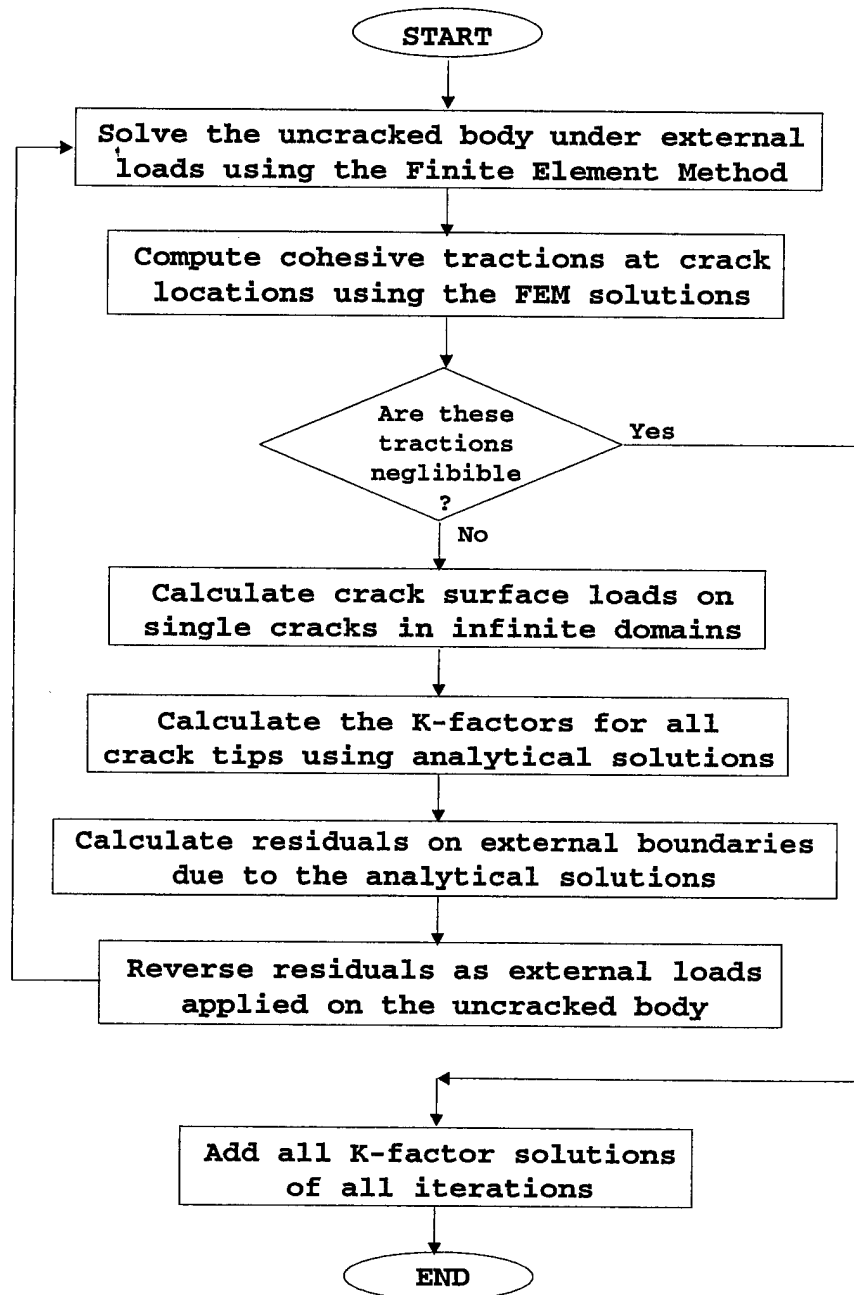 START
Solve the uncracked body under external
loads using the Finite Element Method
Compute cohesive tractions at crack
locations using the FEM solutions
Are these
tractions
neglibible
?
Yes
No
Calculate crack surface loads on
single cracks in infinite domains
Calculate the K-factors for all
crack tips using analytical solutions
Calculate residuals on external boundaries
due to the analytical solutions
Reverse residuals as external loads
applied on the uncracked body
Add all K-factor solutions
of all iterations
END